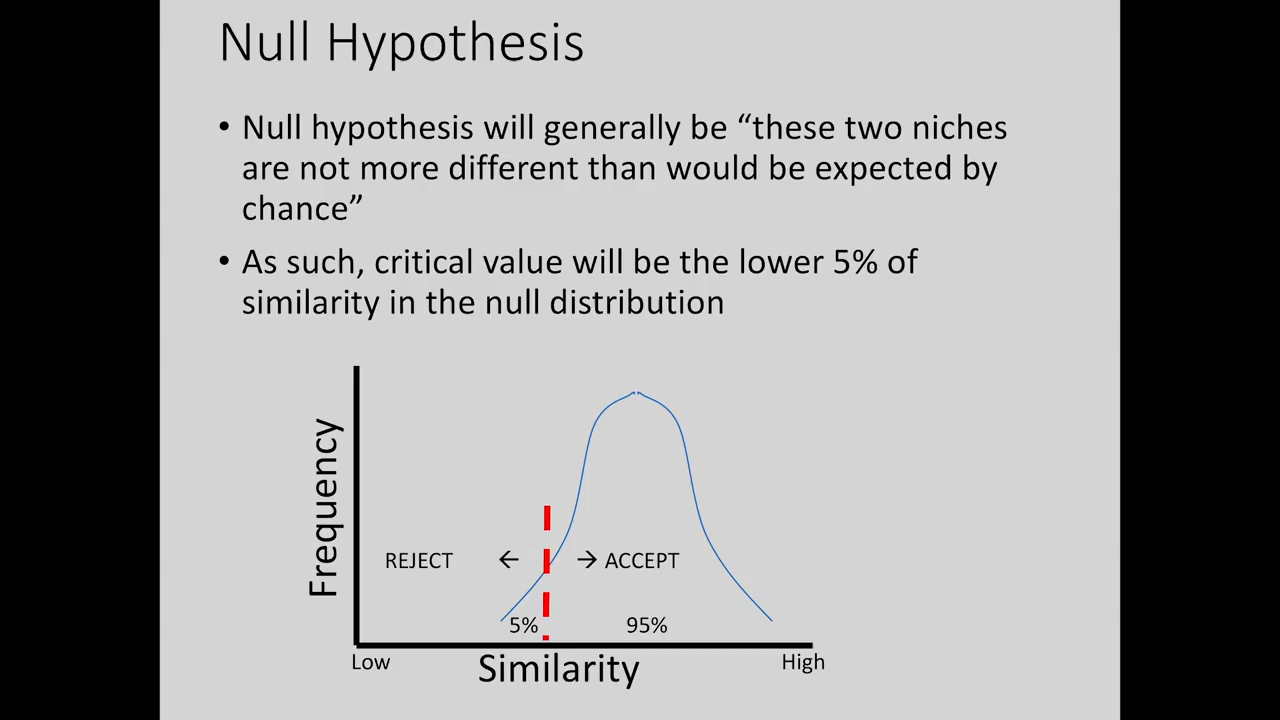 Null Hypothesis
• Null hypothesis will generally be “these two niches
are not more different than would be expected by
chance”
• As such, critical value will be the lower 5% of
similarity in the null distribution
Frequency
REJECT ← → ACCEPT
5% 95%
Low Similarity High